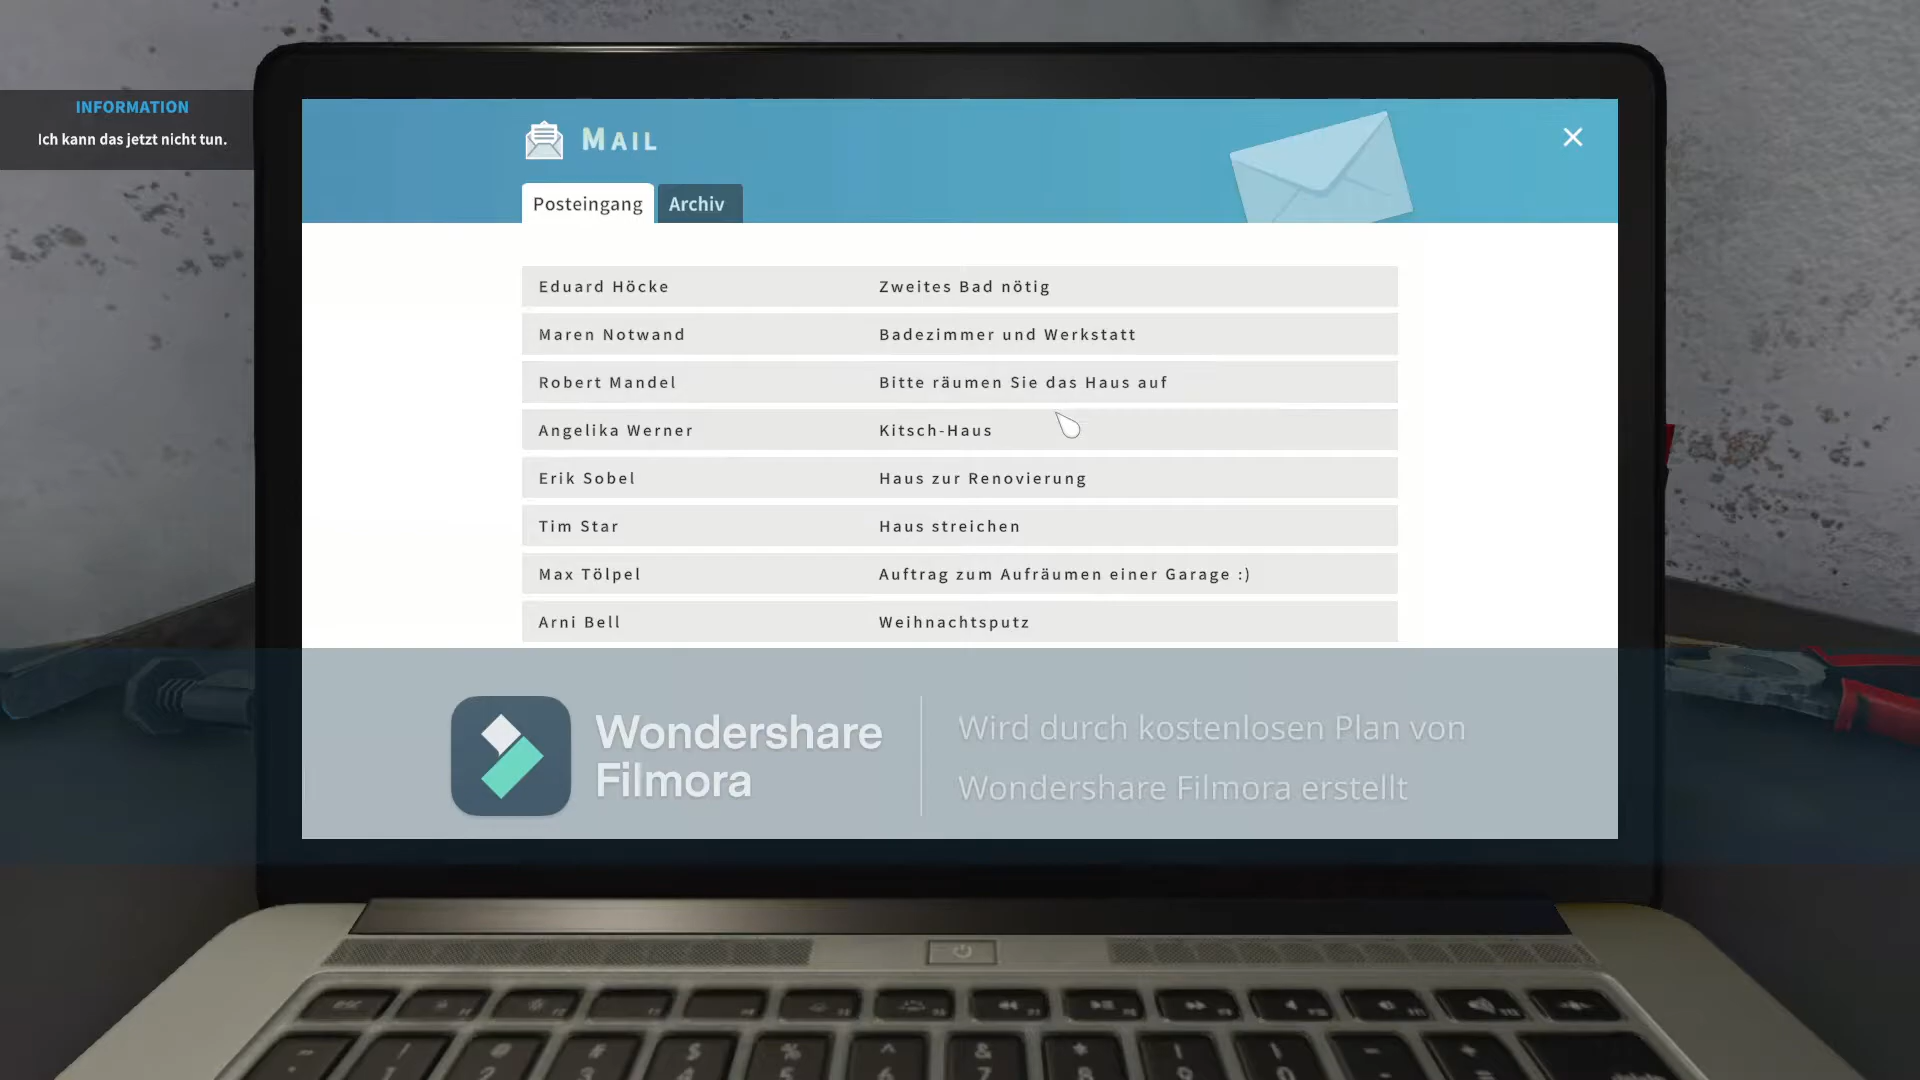 INFORMATION
Ich kann das jetzt nicht tun.
MAIL
Posteingang
Archiv
Eduard Höcke Zweites Bad nötig
Maren Notwand Badezimmer und Werkstatt
Robert Mandel Bitte räumen Sie das Haus auf
Angelika Werner Kitsch-Haus
Erik Sobel Haus zur Renovierung
Tim Star Haus streichen
Max Tölpel Auftrag zum Aufräumen einer Garage :)
Arni Bell Weihnachtsputz
Wondershare
Filmora
Wird durch kostenlosen Plan von
Wondershare Filmora erstellt